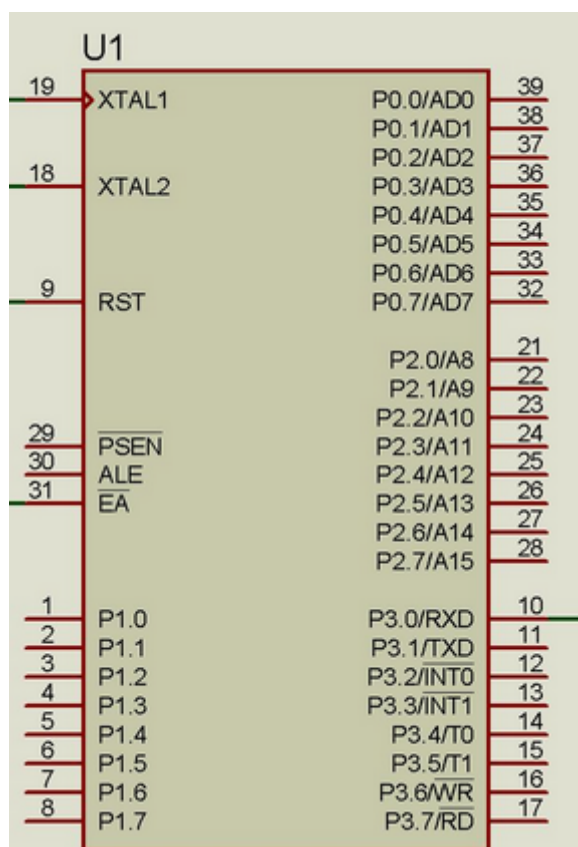 U1
19 XTAL1
18 XTAL2
9 RST
29 PSEN
30 ALE
31 EA
1 P1.0
2 P1.1
3 P1.2
4 P1.3
5 P1.4
6 P1.5
7 P1.6
8 P1.7
P0.0/AD0 39
P0.1/AD1 38
P0.2/AD2 37
P0.3/AD3 36
P0.4/AD4 35
P0.5/AD5 34
P0.6/AD6 33
P0.7/AD7 32
P2.0/A8 21
P2.1/A9 22
P2.2/A10 23
P2.3/A11 24
P2.4/A12 25
P2.5/A13 26
P2.6/A14 27
P2.7/A15 28
P3.0/RXD 10
P3.1/TXD 11
P3.2/INT0 12
P3.3/INT1 13
P3.4/T0 14
P3.5/T1 15
P3.6/WR 16
P3.7/RD 17